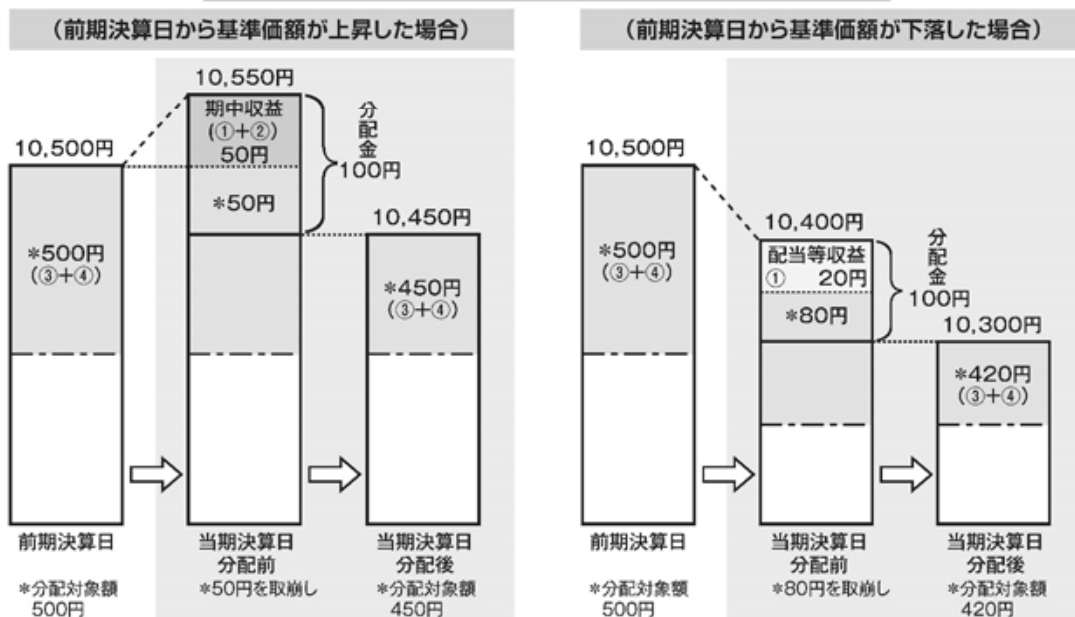 (前期決算日から基準価額が上昇した場合)
10,500円
*500円
(③+④)
前期決算日
*分配対象額
500円
10,550円
期中収益
(①+②)
50円
*50円
分配金
100円
当期決算日
分配前
*50円を取崩し
10,450円
*450円
(③+④)
当期決算日
分配後
*分配対象額
450円
(前期決算日から基準価額が下落した場合)
10,500円
*500円
(③+④)
前期決算日
*分配対象額
500円
10,400円
配当等収益
① 20円
*80円
分配金
100円
当期決算日
分配前
*80円を取崩し
10,300円
*420円
(③+④)
当期決算日
分配後
*分配対象額
420円